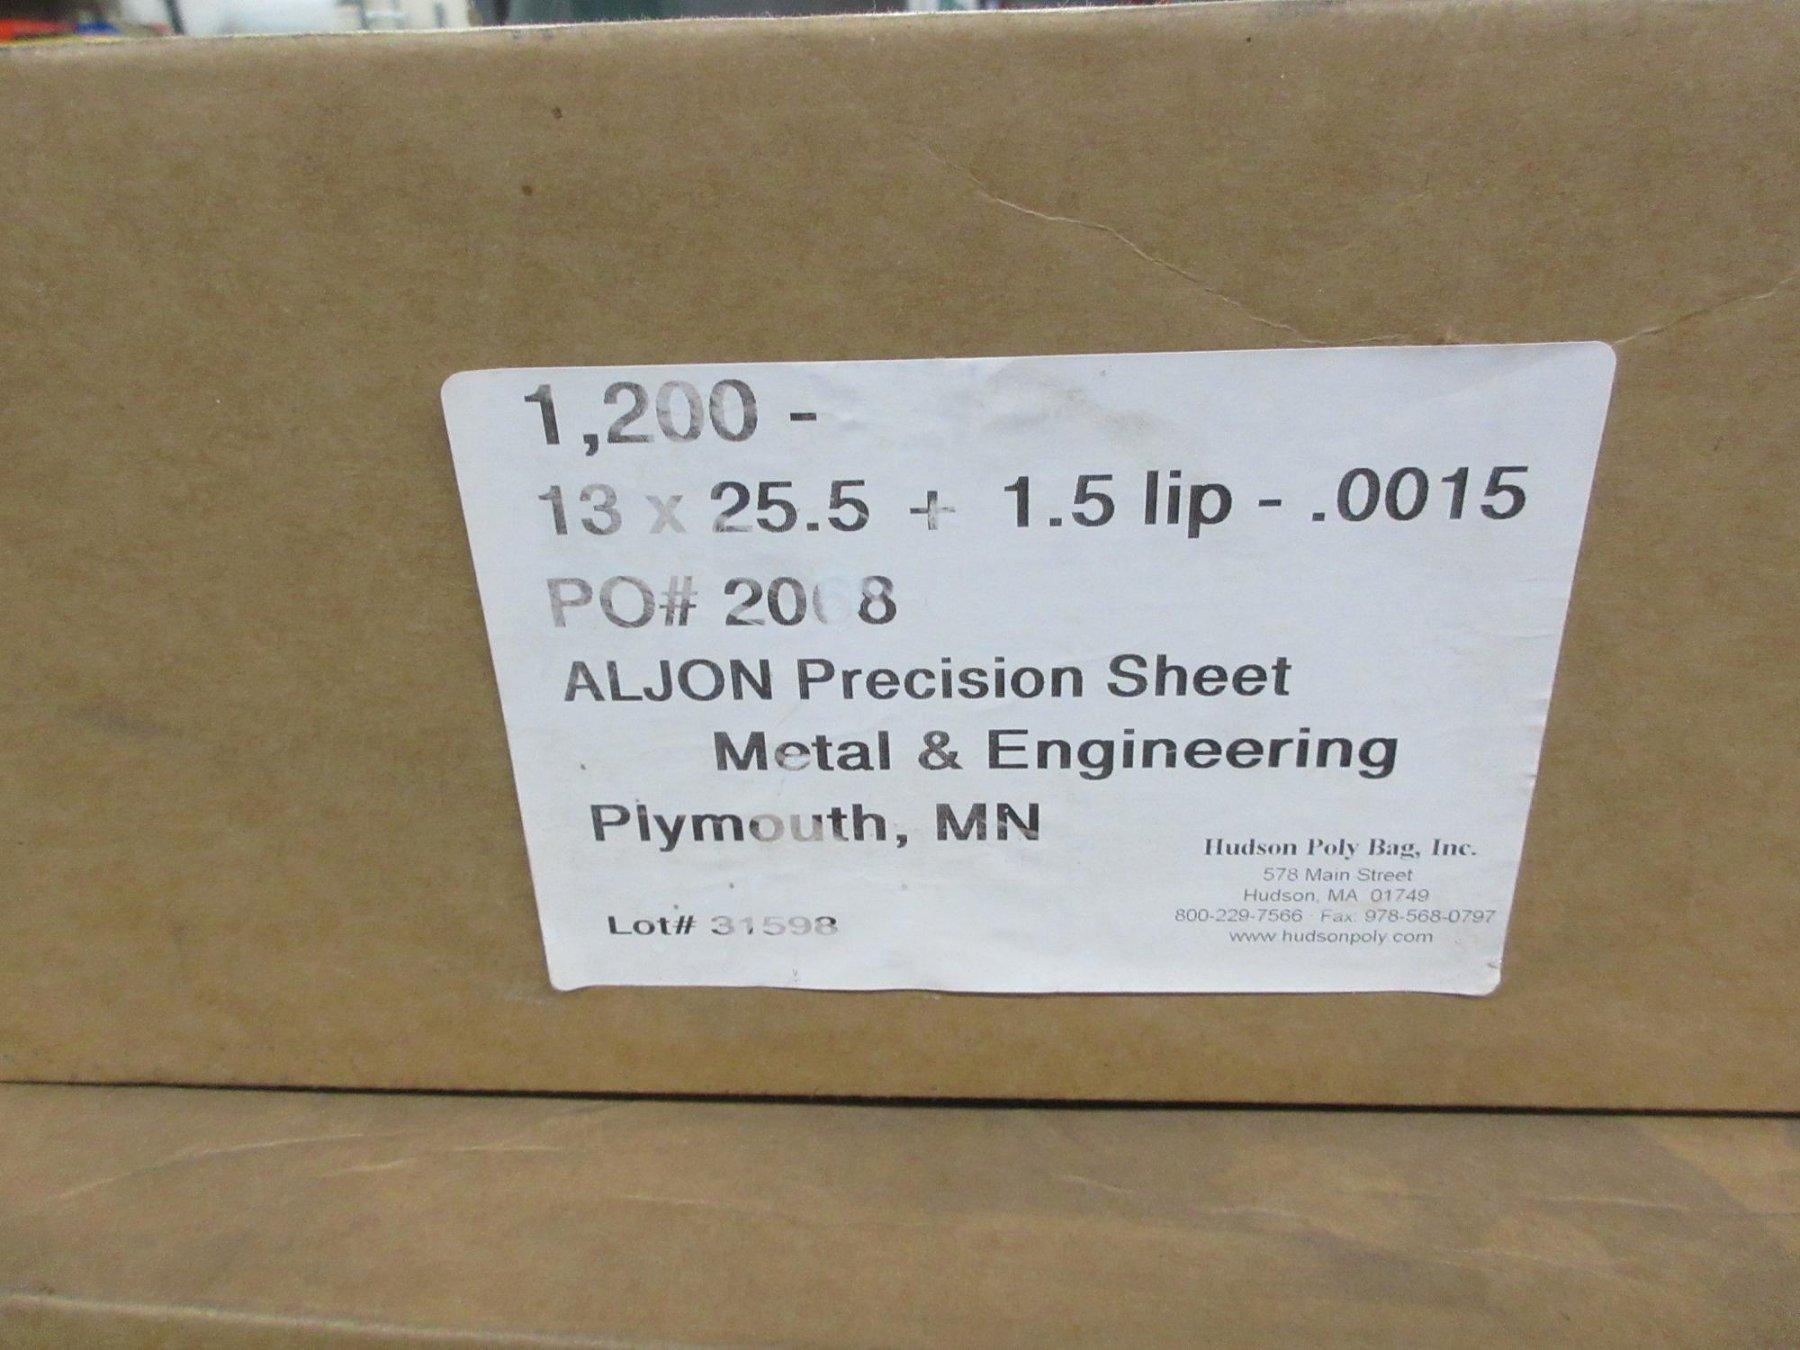 1,200 -
13 x 25.5 + 1.5 lip - .0015
PO# 2068
ALJON Precision Sheet
Metal & Engineering
Plymouth, MN
Lot# 31598
Hudson Poly Bag, Inc.
578 Main Street
Hudson, MA 01749
800-229-7566 Fax: 978-568-0797
www.hudsonpoly.com